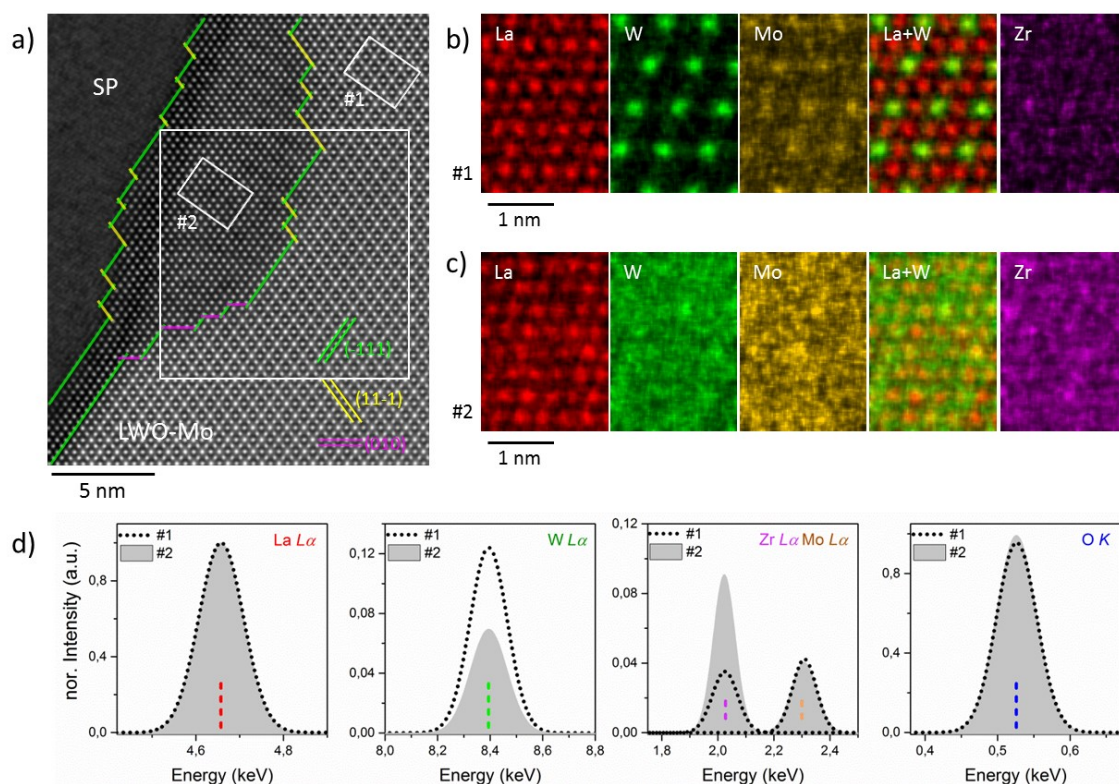 a)
SP
#1
#2
(-111)
(11-1)
LWO-Mo
5 nm
b)
La
W
Mo
La+W
Zr
#1
1 nm
c)
La
W
Mo
La+W
Zr
#2
1 nm
d)
nor. Intensity (a.u.)
#1
#2
La Lα
0,8
0,4
0,0
4,6
4,8
Energy (keV)
#1
#2
W Lα
0,12
0,08
0,04
0,00
8,0
8,2
8,4
8,6
8,8
Energy (keV)
#1
#2
Zr Lα Mo Lα
0,12
0,08
0,04
0,00
1,8
2,0
2,2
2,4
Energy (keV)
#1
#2
O K
0,8
0,4
0,0
0,4
0,5
0,6
Energy (keV)